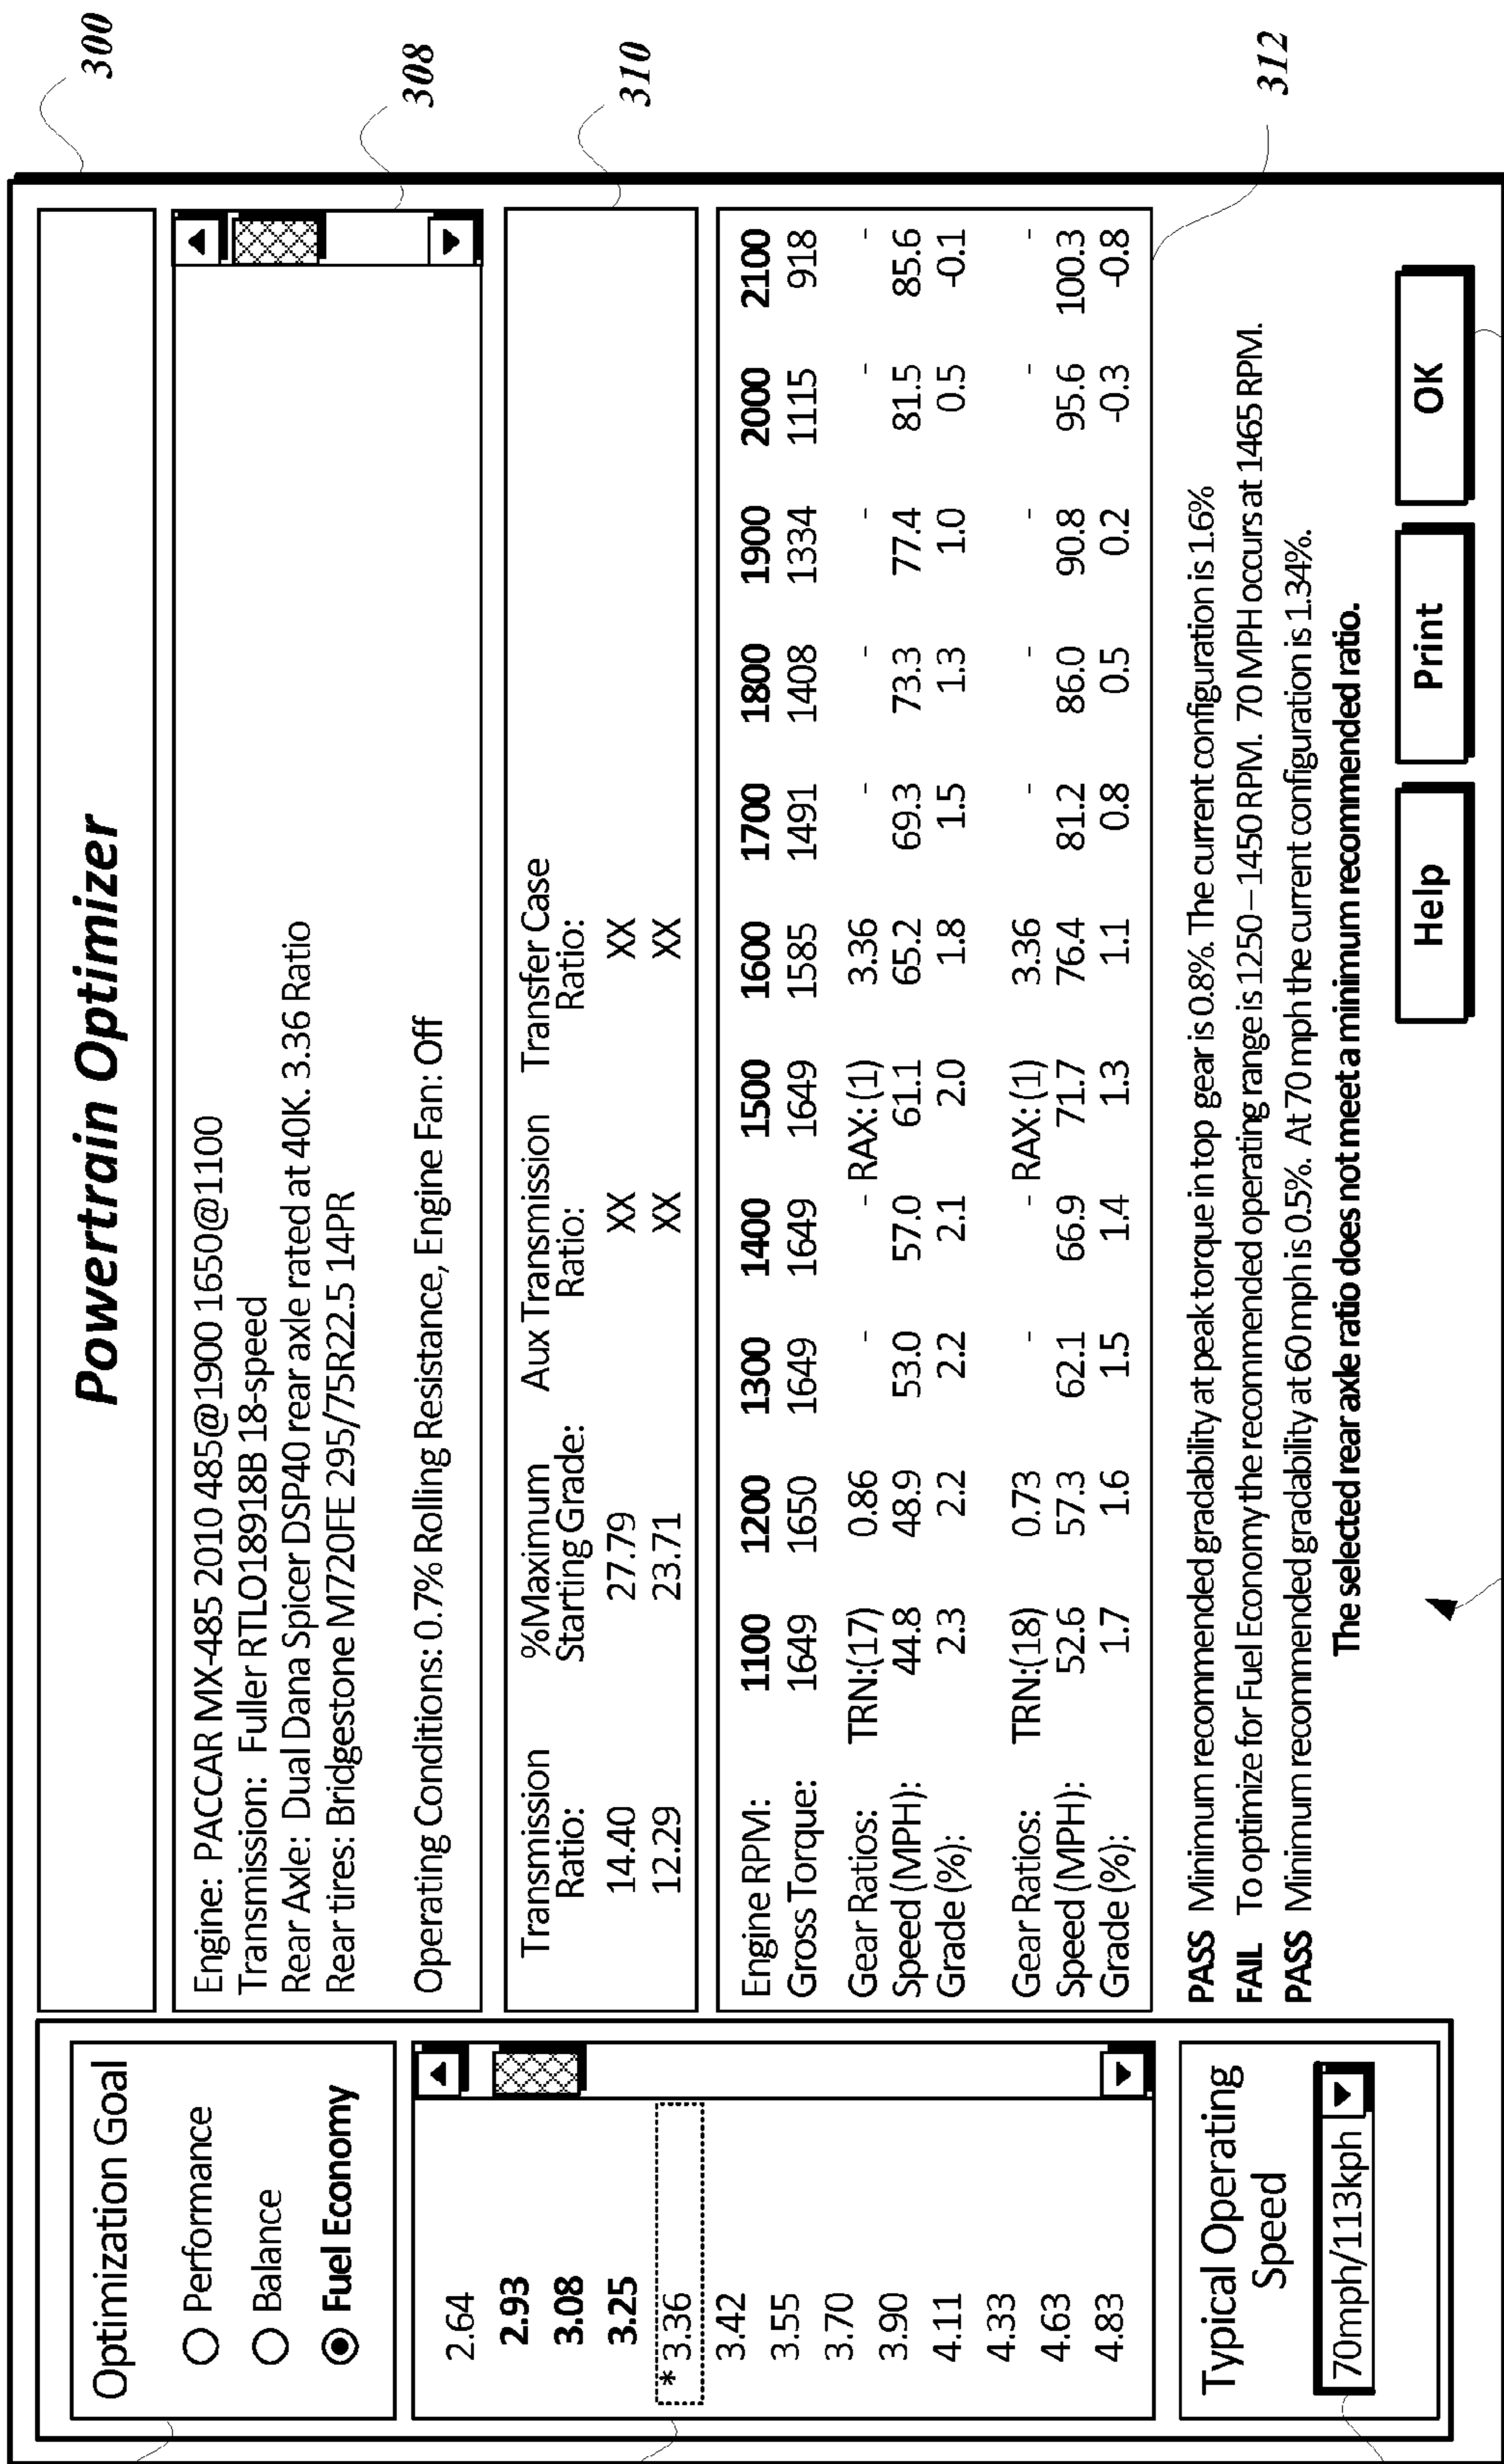 Powertrain Optimizer
300
Optimization Goal
Performance
Balance
Fuel Economy
2.64
2.93
3.08
3.25
* 3.36
3.42
3.55
3.70
3.90
4.11
4.33
4.63
4.83
Typical Operating
Speed
70mph/113kph
Engine: PACCAR MX-485 2010 485@1900 1650@1100
Transmission: Fuller RTLO18918B 18-speed
Rear Axle: Dual Dana Spicer DSP40 rear axle rated at 40K. 3.36 Ratio
Rear tires: Bridgestone M720FE 295/75R22.5 14PR
Operating Conditions: 0.7% Rolling Resistance, Engine Fan: Off
308
Transmission %Maximum Aux Transmission Transfer Case
Ratio: Starting Grade: Ratio: Ratio:
14.40 27.79 XX XX
12.29 23.71 XX XX
310
Engine RPM: 1100 1200 1300 1400 1500 1600 1700 1800 1900 2000 2100
Gross Torque: 1649 1650 1649 1649 1649 1585 1491 1408 1334 1115 918
Gear Ratios: TRN:(17) 0.86 - - RAX: (1) 3.36 - - - - -
Speed (MPH): 44.8 48.9 53.0 57.0 61.1 65.2 69.3 73.3 77.4 81.5 85.6
Grade (%): 2.3 2.2 2.2 2.1 2.0 1.8 1.5 1.3 1.0 0.5 -0.1
Gear Ratios: TRN:(18) 0.73 - - RAX: (1) 3.36 - - - - -
Speed (MPH): 52.6 57.3 62.1 66.9 71.7 76.4 81.2 86.0 90.8 95.6 100.3
Grade (%): 1.7 1.6 1.5 1.4 1.3 1.1 0.8 0.5 0.2 -0.3 -0.8
312
PASS Minimum recommended gradability at peak torque in top gear is 0.8%. The current configuration is 1.6%
FAIL To optimize for Fuel Economy the recommended operating range is 1250 – 1450 RPM. 70 MPH occurs at 1465 RPM.
PASS Minimum recommended gradability at 60 mph is 0.5%. At 70 mph the current configuration is 1.34%.
The selected rear axle ratio does not meet a minimum recommended ratio.
Help Print OK